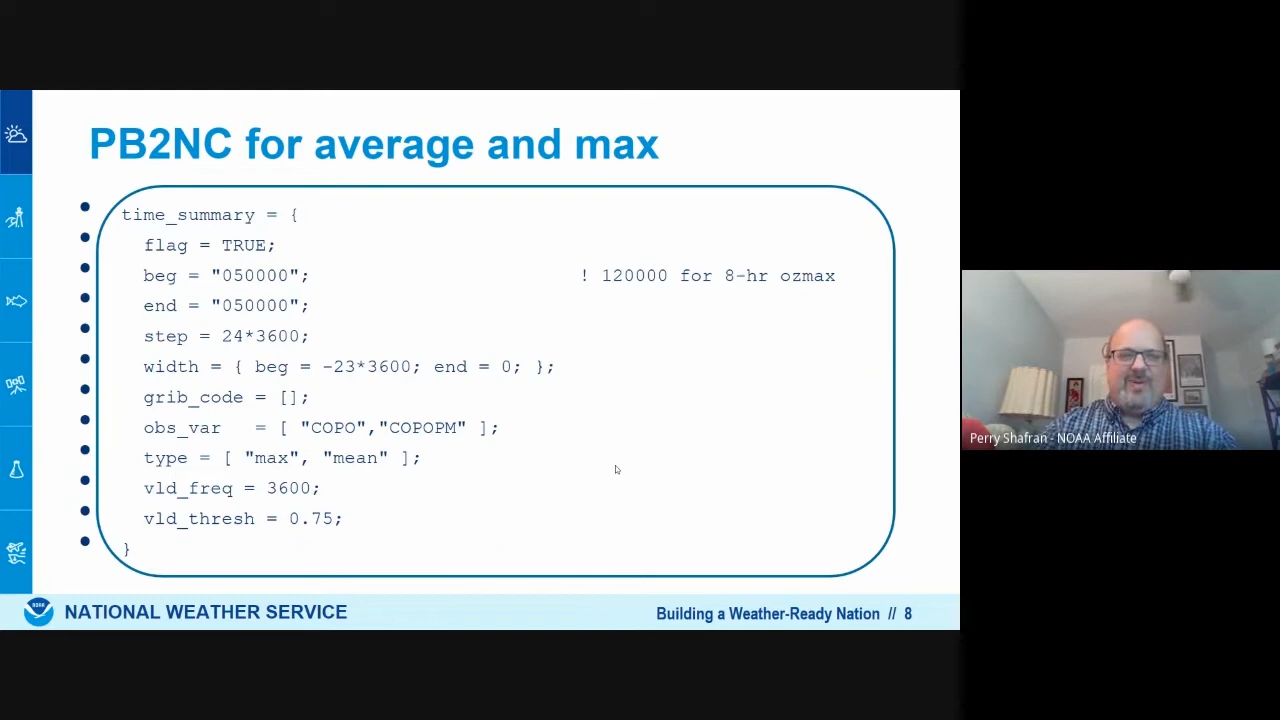 PB2NC for average and max
time_summary = {
flag = TRUE;
beg = "050000"; ! 120000 for 8-hr ozmax
end = "050000";
step = 24*3600;
width = { beg = -23*3600; end = 0; };
grib_code = [];
obs_var = [ "COPO","COPOPM" ];
type = [ "max", "mean" ];
vld_freq = 3600;
vld_thresh = 0.75;
}
Perry Shafran - NOAA Affiliate
NATIONAL WEATHER SERVICE
Building a Weather-Ready Nation // 8